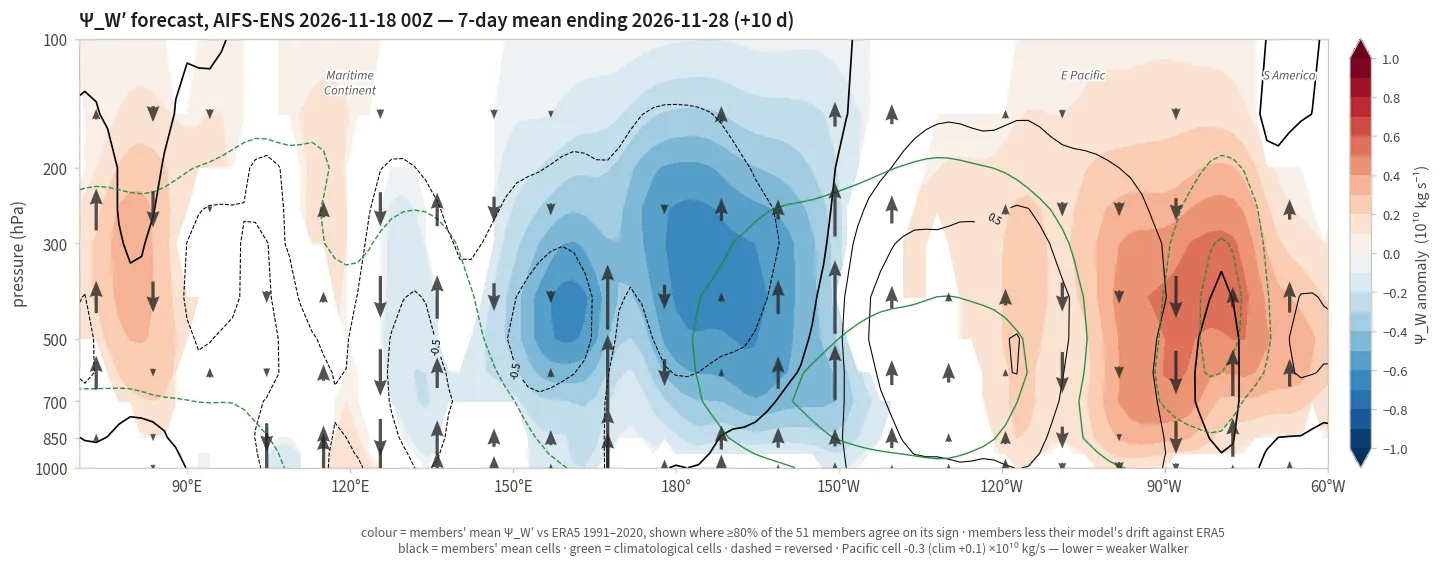 Ψ_W′ forecast, AIFS-ENS 2026-11-18 00Z — 7-day mean ending 2026-11-28 (+10 d)
100
200
300
400
500
700
850
1000
pressure (hPa)
Maritime
Continent
E Pacific
S America
0.5
-0.5
-0.5
90°E
120°E
150°E
180°
150°W
120°W
90°W
60°W
1.0
0.8
0.6
0.4
0.2
0.0
−0.2
−0.4
−0.6
−0.8
−1.0
Ψ_W anomaly (10¹⁰ kg s⁻¹)
colour = members' mean Ψ_W′ vs ERA5 1991–2020, shown where ≥80% of the 51 members agree on its sign · members less their model's drift against ERA5
black = members' mean cells · green = climatological cells · dashed = reversed · Pacific cell -0.3 (clim +0.1) ×10¹⁰ kg/s — lower = weaker Walker